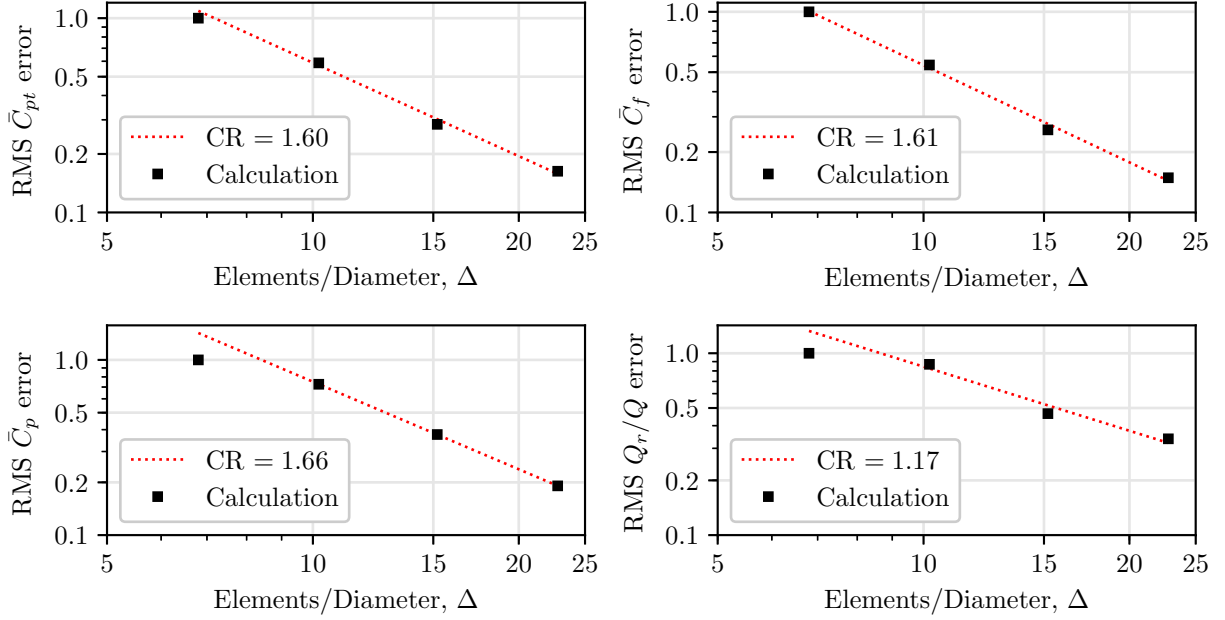 RMS C̄_pt error
1.0
0.5
0.2
0.1
CR = 1.60
Calculation
5
10
15
20
25
Elements/Diameter, Δ
RMS C̄_f error
1.0
0.5
0.2
0.1
CR = 1.61
Calculation
5
10
15
20
25
Elements/Diameter, Δ
RMS C̄_p error
1.0
0.5
0.2
0.1
CR = 1.66
Calculation
5
10
15
20
25
Elements/Diameter, Δ
RMS Q_r/Q error
1.0
0.5
0.2
0.1
CR = 1.17
Calculation
5
10
15
20
25
Elements/Diameter, Δ